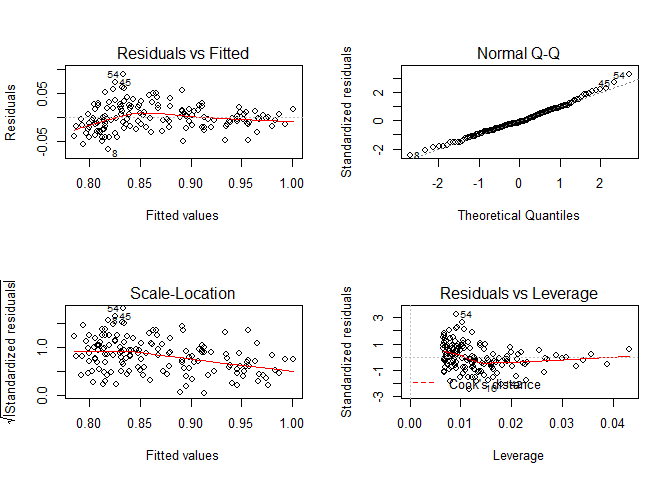 Residuals vs Fitted
Residuals
0.05
-0.05
54
45
8
0.80 0.85 0.90 0.95 1.00
Fitted values
Normal Q-Q
Standardized residuals
2
0
-2
54
45
8
-2 -1 0 1 2
Theoretical Quantiles
Scale-Location
√|Standardized residuals|
1.0
0.0
54
45
0.80 0.85 0.90 0.95 1.00
Fitted values
Residuals vs Leverage
Standardized residuals
3
1
-1
-3
54
Cook's distance
0.00 0.01 0.02 0.03 0.04
Leverage